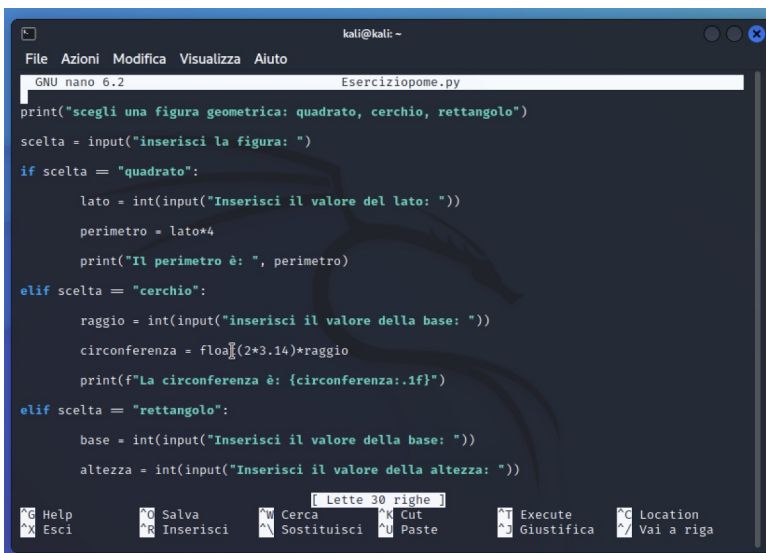 kali@kali: ~
File Azioni Modifica Visualizza Aiuto
GNU nano 6.2 Eserciziopome.py
print("scegli una figura geometrica: quadrato, cerchio, rettangolo")
scelta = input("inserisci la figura: ")
if scelta == "quadrato":
lato = int(input("Inserisci il valore del lato: "))
perimetro = lato*4
print("Il perimetro è: ", perimetro)
elif scelta == "cerchio":
raggio = int(input("inserisci il valore della base: "))
circonferenza = float(2*3.14)*raggio
print(f"La circonferenza è: {circonferenza:.1f}")
elif scelta == "rettangolo":
base = int(input("Inserisci il valore della base: "))
altezza = int(input("Inserisci il valore della altezza: "))
[ Lette 30 righe ]
^G Help ^O Salva ^W Cerca ^K Cut ^T Execute ^C Location
^X Esci ^R Inserisci ^\ Sostituisci ^U Paste ^J Giustifica ^/ Vai a riga